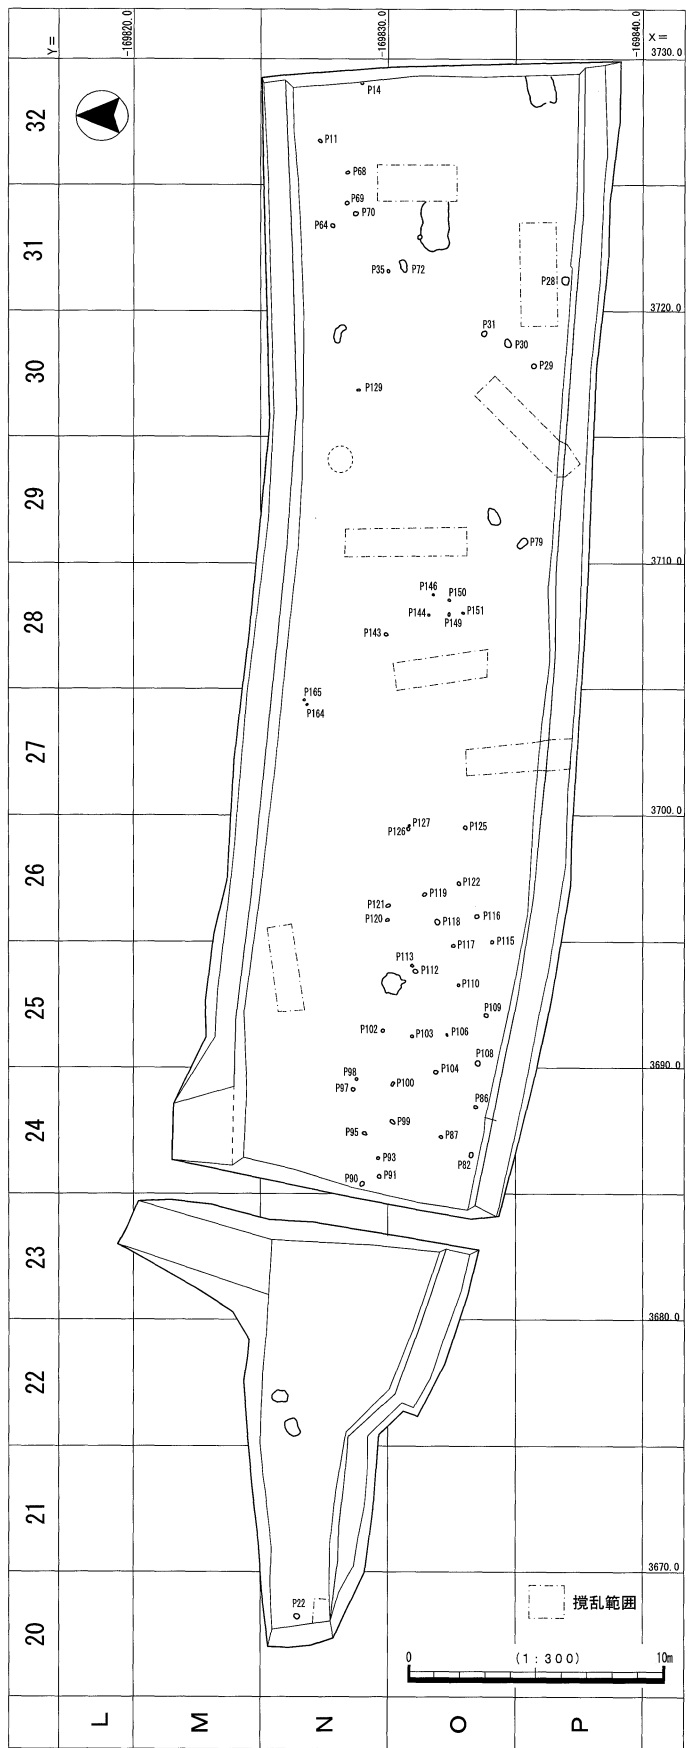 Y=
-169820.0
-169830.0
-169840.0
X=
3730.0
32
P14
P11
P68
P69
P70
P64
31
P35
P72
P28
3720.0
P31
P30
30
P29
P129
29
P79
3710.0
P146
P150
P144
P149
P151
28
P143
P165
P164
27
3700.0
P127
P126
P125
26
P122
P119
P121
P120
P118
P116
P117
P115
P113
P112
P110
25
P109
P102
P103
P106
P108
3690.0
P104
P98
P97
P100
P86
24
P99
P95
P87
P93
P82
P91
P90
23
3680.0
22
21
3670.0
P22
20
攪乱範囲
0
(1:300)
10m
L
M
N
O
P